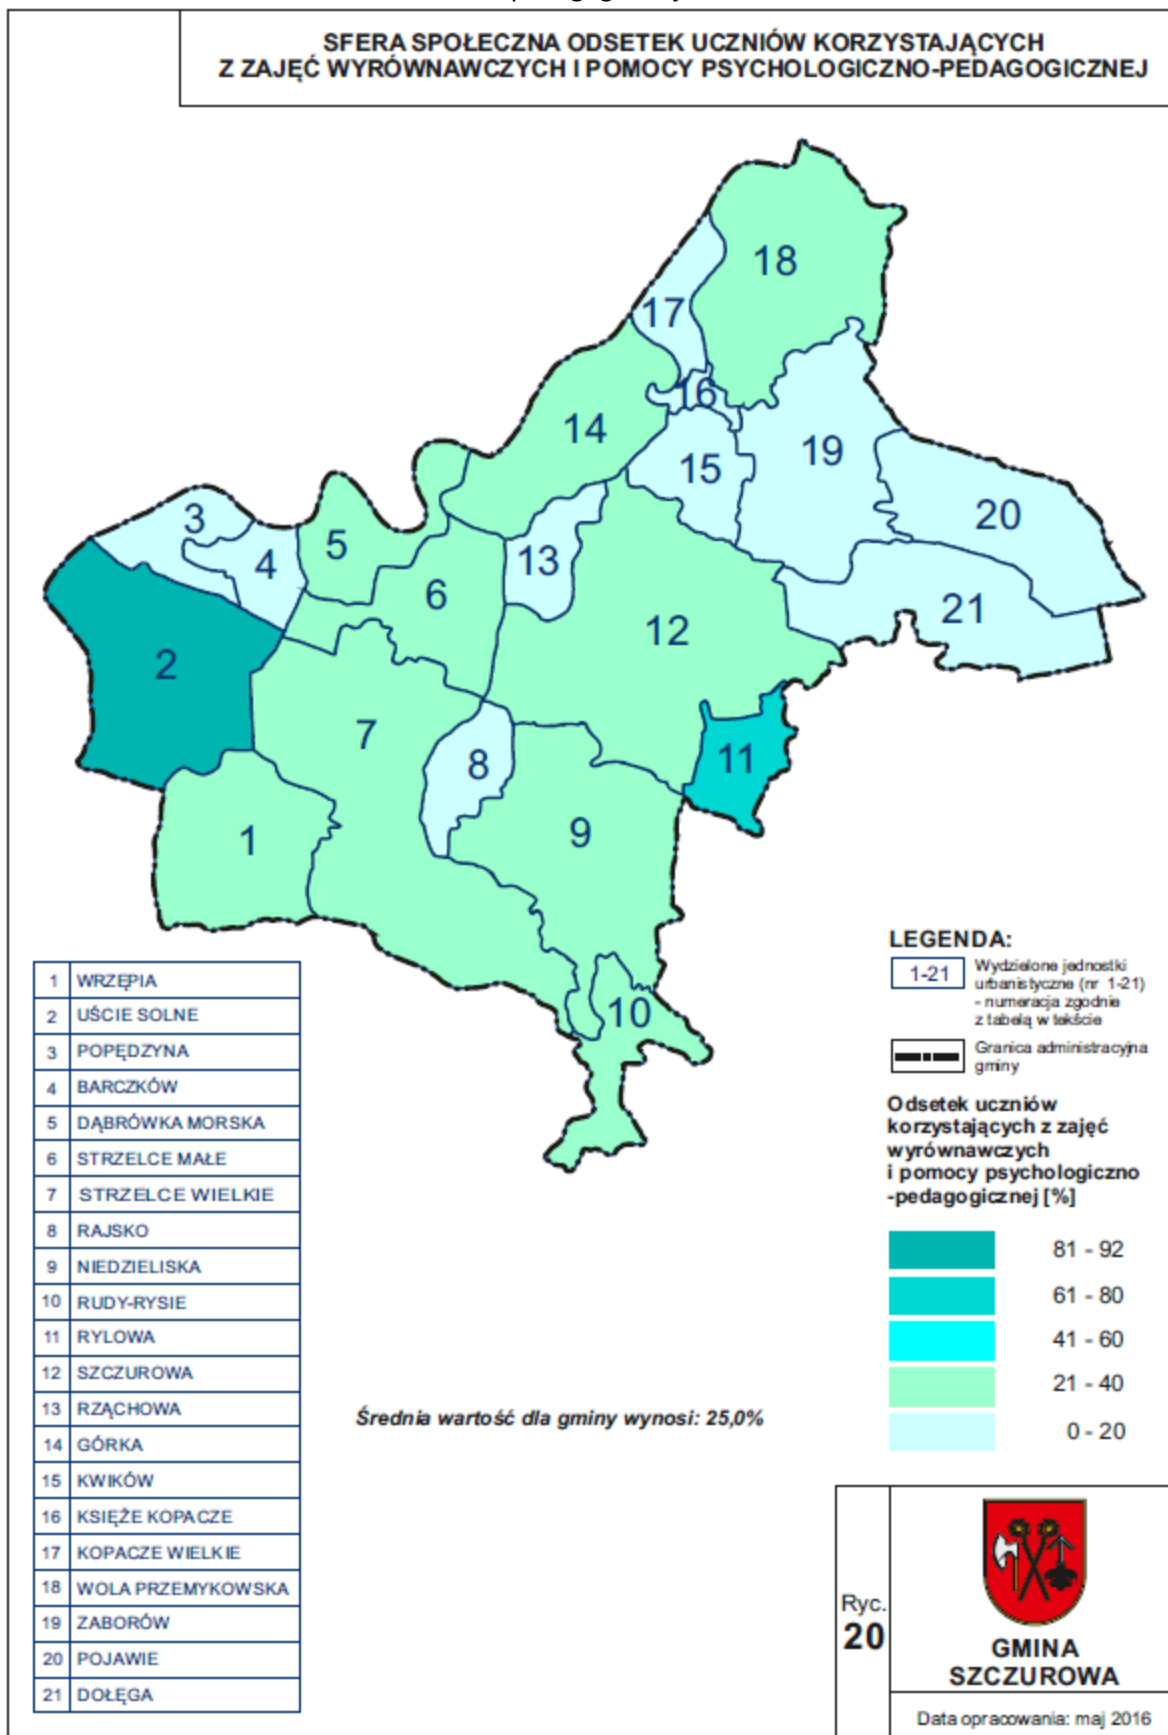 SFERA SPOŁECZNA ODSETEK UCZNIÓW KORZYSTAJĄCYCH
Z ZAJĘĆ WYRÓWNAWCZYCH I POMOCY PSYCHOLOGICZNO-PEDAGOGICZNEJ
18
17
16
14
19
15
20
3
5
4
13
6
21
12
2
7
8
11
9
1
10
1 WRZĘPIA
2 UŚCIE SOLNE
3 POPĘDZYNA
4 BARCZKÓW
5 DĄBRÓWKA MORSKA
6 STRZELCE MAŁE
7 STRZELCE WIELKIE
8 RAJSKO
9 NIEDZIELISKA
10 RUDY-RYSIE
11 RYLOWA
12 SZCZUROWA
13 RZĄCHOWA
14 GÓRKA
15 KWIKÓW
16 KSIĘŻE KOPACZE
17 KOPACZE WIELKIE
18 WOLA PRZEMYKOWSKA
19 ZABORÓW
20 POJAWIE
21 DOŁĘGA
Średnia wartość dla gminy wynosi: 25,0%
LEGENDA:
1-21
Wydzielone jednostki
urbanistyczne (nr 1-21)
- numeracja zgodnie
z tabelą w tekście
Granica administracyjna
gminy
Odsetek uczniów
korzystających z zajęć
wyrównawczych
i pomocy psychologiczno
-pedagogicznej [%]
81 - 92
61 - 80
41 - 60
21 - 40
0 - 20
Ryc.
20
GMINA
SZCZUROWA
Data opracowania: maj 2016